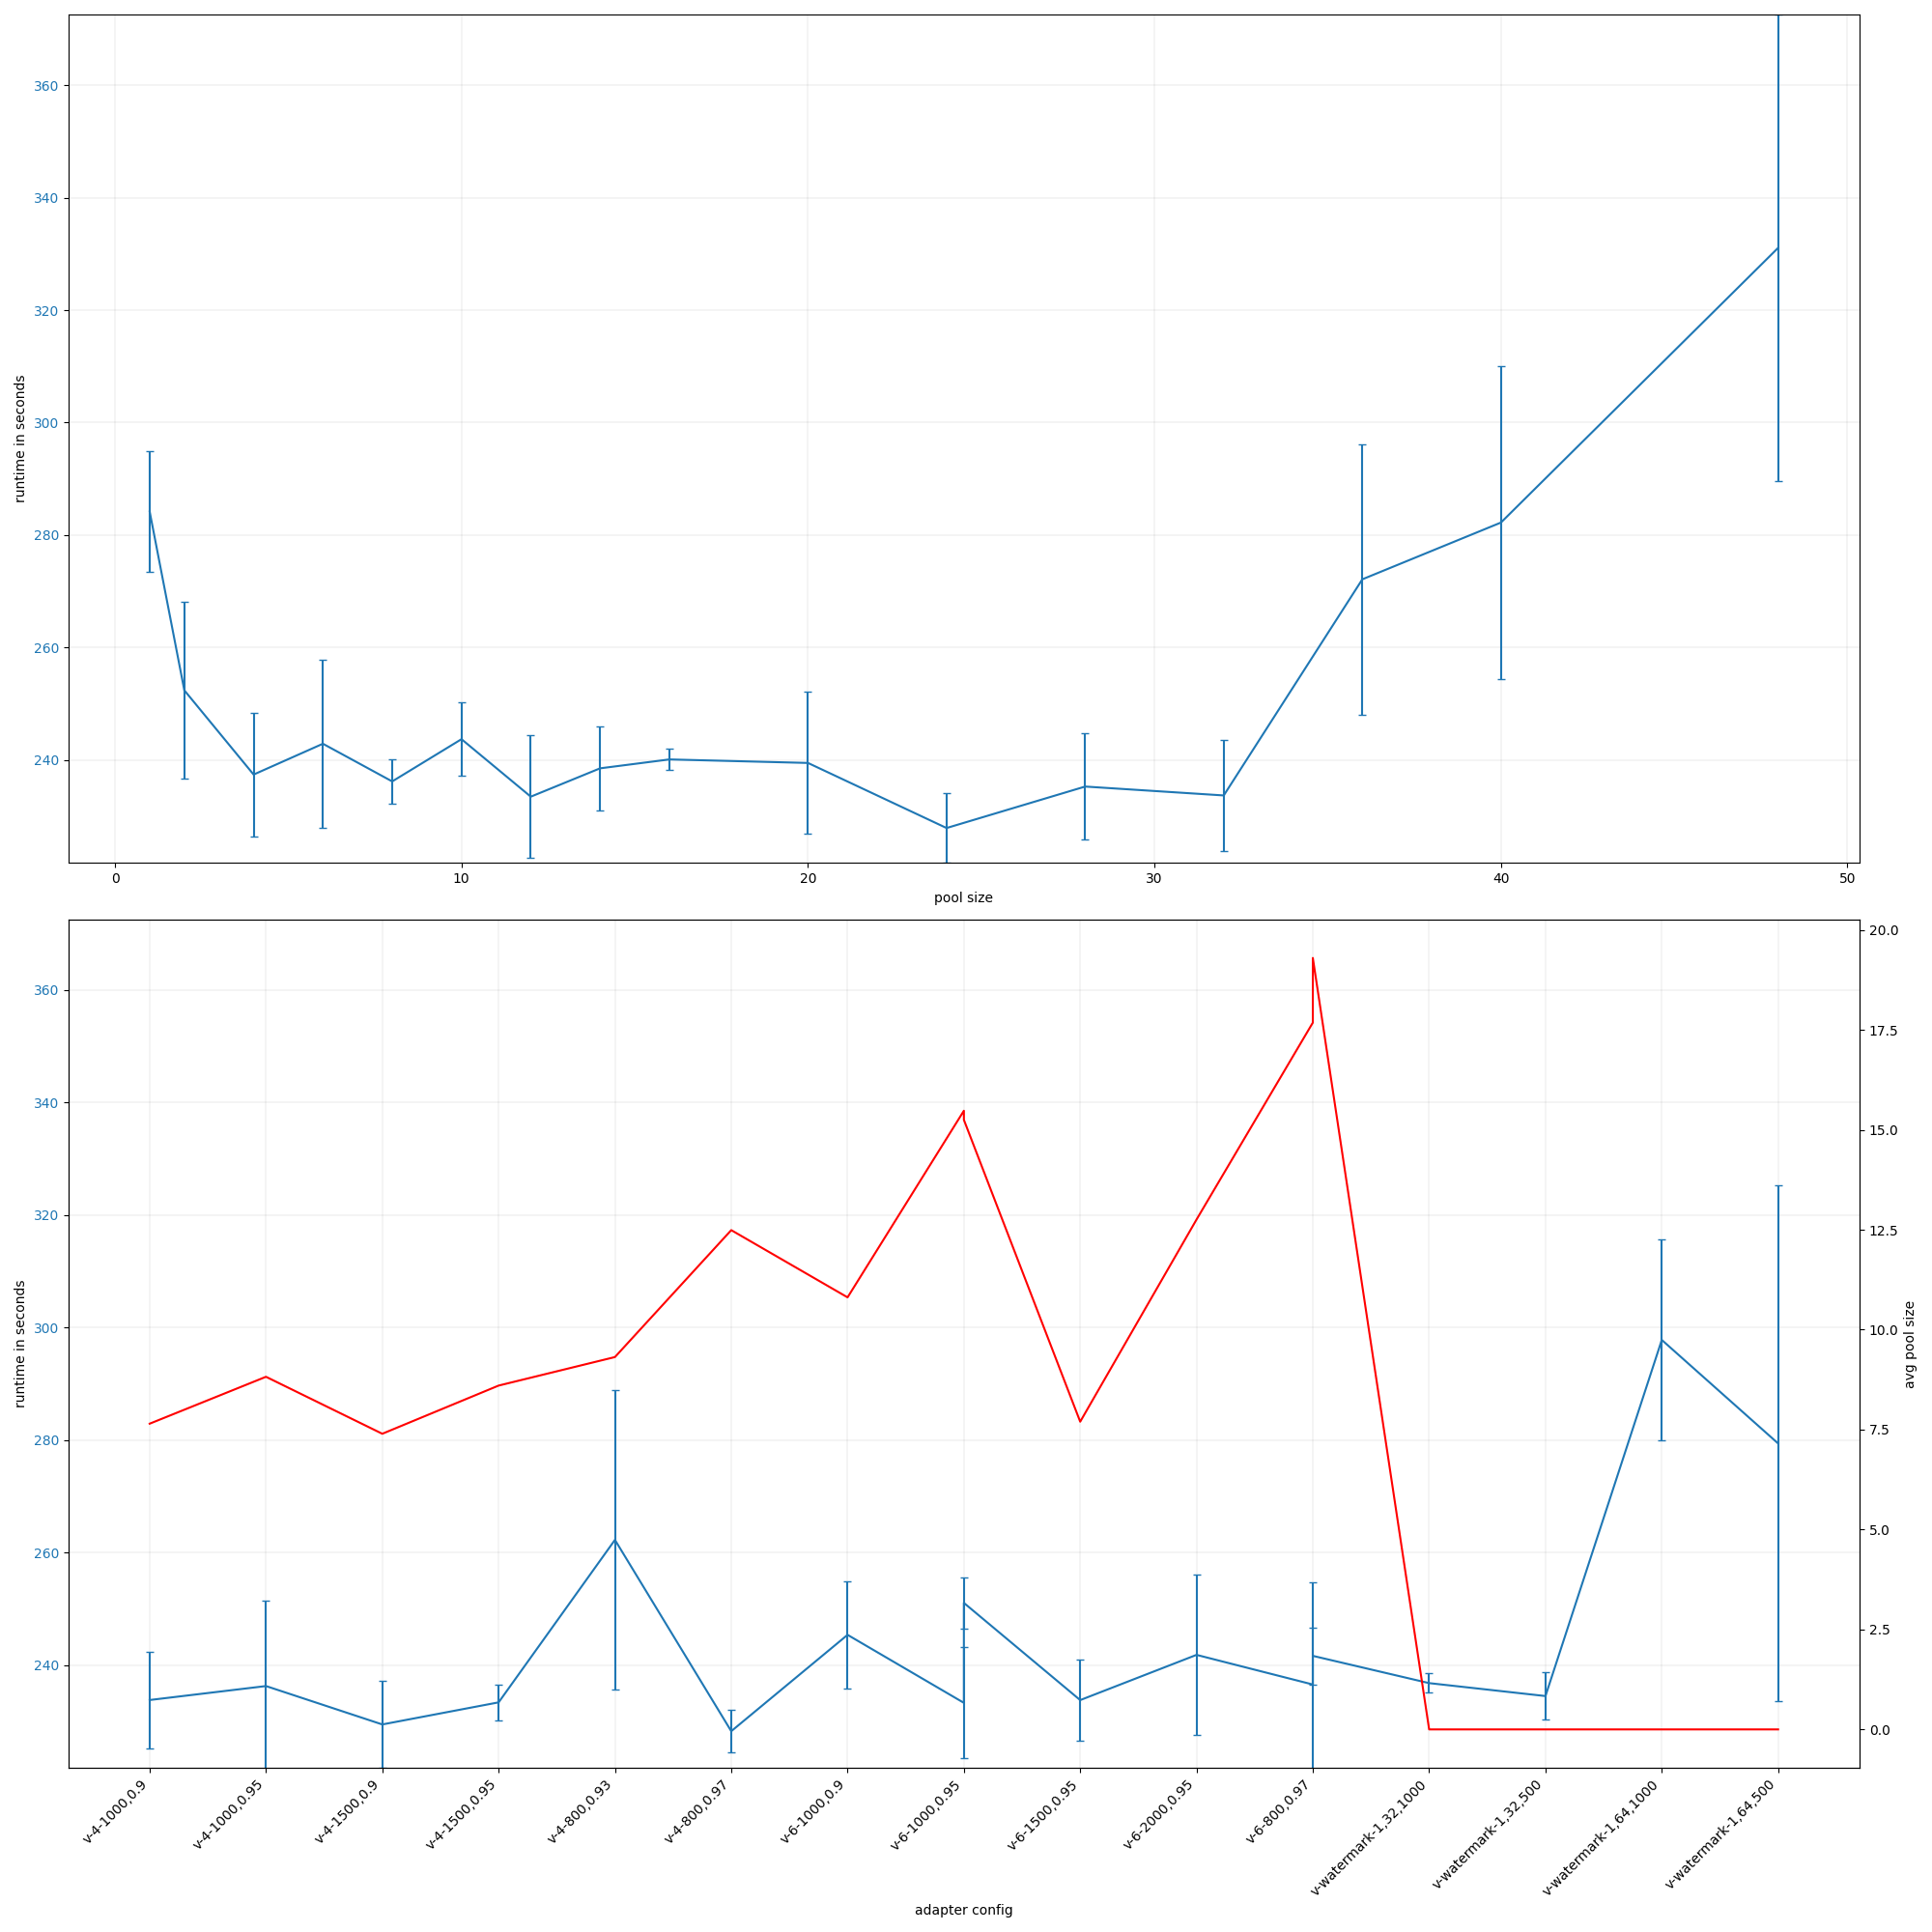 360
340
320
300
280
260
240
runtime in seconds
0 10 20 30 40 50
pool size
360
340
320
300
280
260
240
runtime in seconds
20.0
17.5
15.0
12.5
10.0
7.5
5.0
2.5
0.0
avg pool size
v-4-1000,0.9
v-4-1000,0.95
v-4-1500,0.9
v-4-1500,0.95
v-4-800,0.93
v-4-800,0.97
v-6-1000,0.9
v-6-1000,0.95
v-6-1500,0.95
v-6-2000,0.95
v-6-800,0.97
v-watermark-1,32,1000
v-watermark-1,32,500
v-watermark-1,64,1000
v-watermark-1,64,500
adapter config